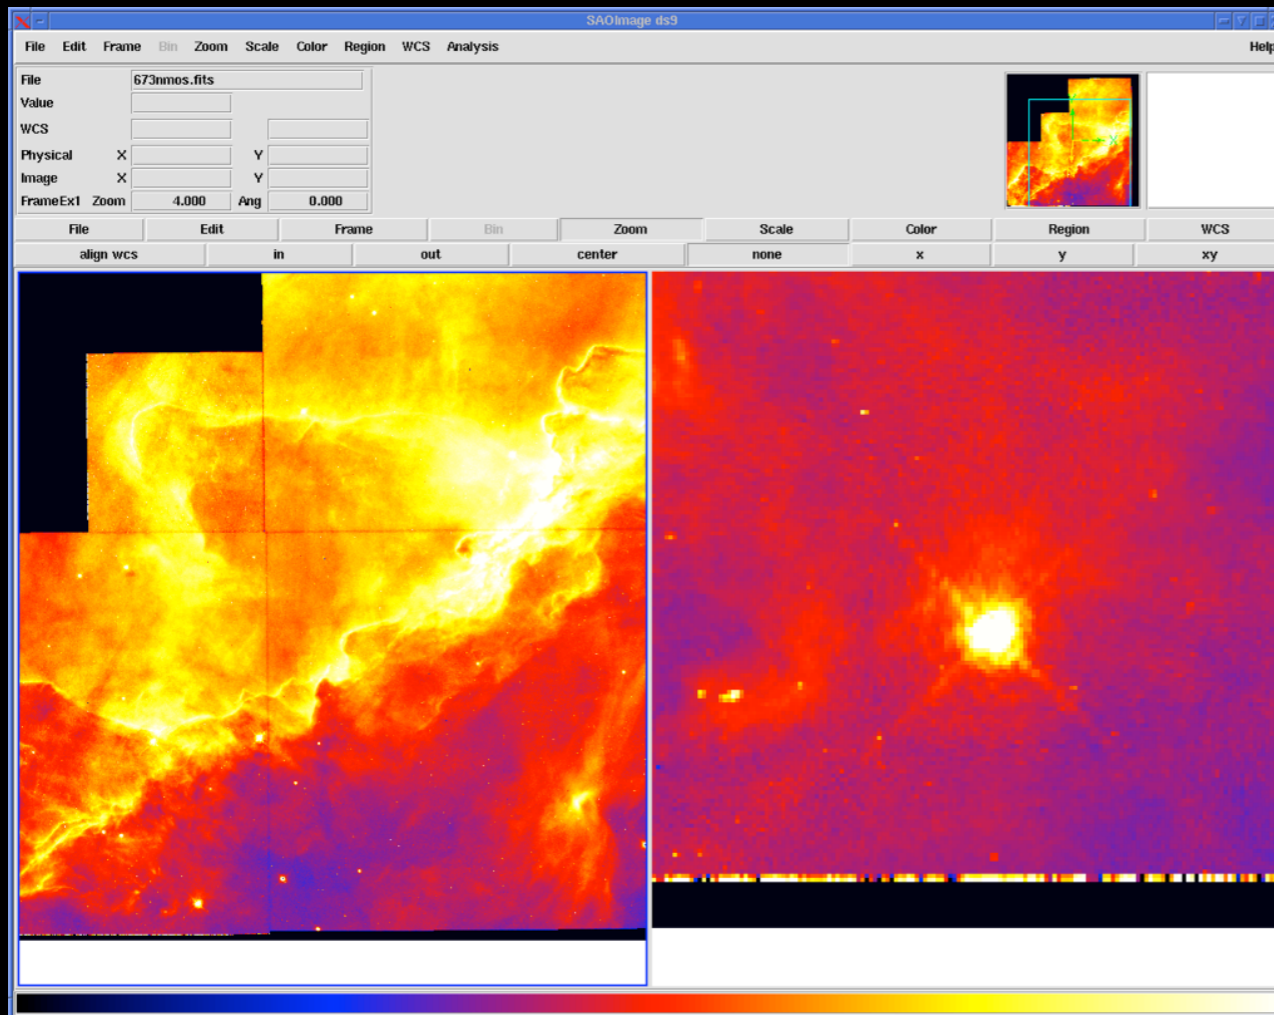 SAOImage ds9
File Edit Frame Bin Zoom Scale Color Region WCS Analysis Help
File 673nmos.fits
Value
WCS
Physical X Y
Image X Y
FrameEx1 Zoom 4.000 Ang 0.000
File Edit Frame Bin Zoom Scale Color Region WCS
align wcs in out center none x y xy
X